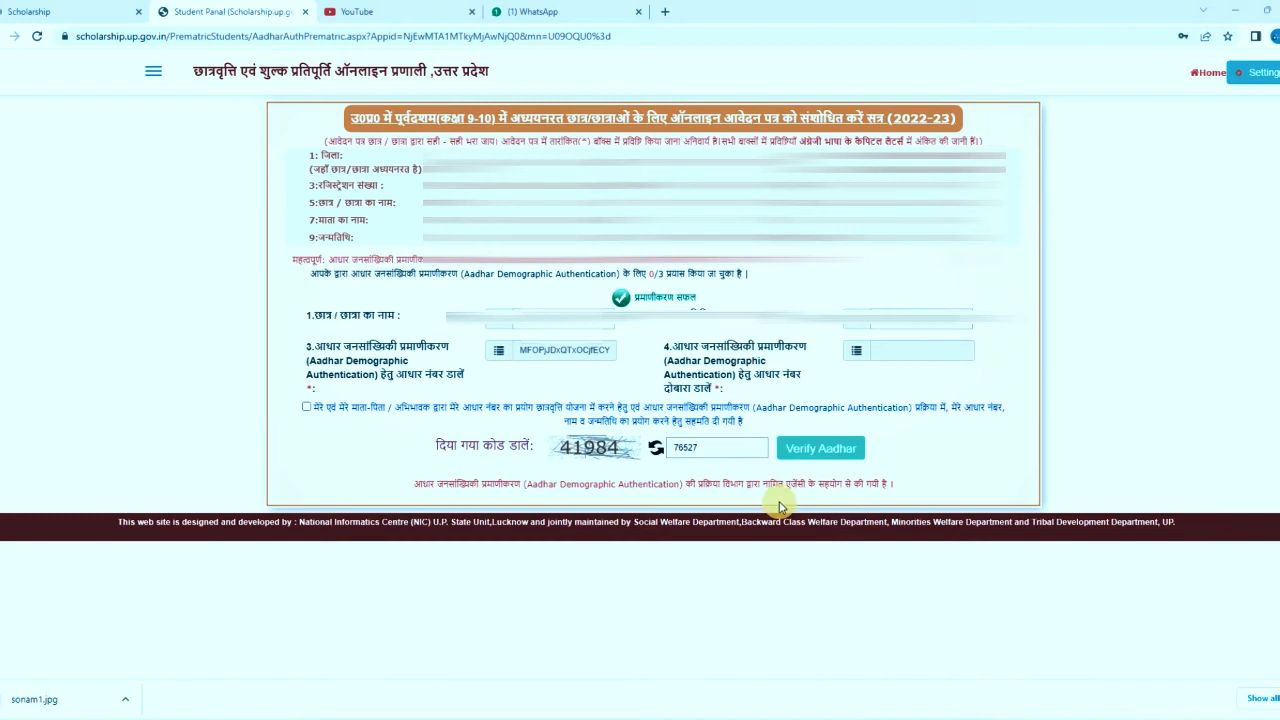 Scholarship
Student Panal (Scholarship.up.go
YouTube
(1) WhatsApp
scholarship.up.gov.in/PrematricStudents/AadharAuthPrematric.aspx?Appid=NjEwMTA1MTkyMjAwNjQ0&mn=U09OQU0%3d
छात्रवृत्ति एवं शुल्क प्रतिपूर्ति ऑनलाइन प्रणाली ,उत्तर प्रदेश
Home
Setting
उ0प्र0 में पूर्वदशम(कक्षा 9-10) में अध्ययनरत छात्र/छात्राओं के लिए ऑनलाइन आवेदन पत्र को संशोधित करें सत्र (2022-23)
(आवेदन पत्र छात्र / छात्रा द्वारा सही - सही भरा जाय। आवेदन पत्र में तारांकित(*) बॉक्स में प्रविष्टि किया जाना अनिवार्य है।सभी बाक्सों में प्रविष्टियाँ अंग्रेजी भाषा के कैपिटल लैटर्स में अंकित की जानी हैं।)
1: जिला:
(जहाँ छात्र/छात्रा अध्ययनरत है)
3:रजिस्ट्रेशन संख्या :
5:छात्र / छात्रा का नाम:
7:माता का नाम:
9:जन्मतिथि:
महत्वपूर्ण: आधार जनसांख्यिकी प्रमाणीक
आपके द्वारा आधार जनसांख्यिकी प्रमाणीकरण (Aadhar Demographic Authentication) के लिए 0/3 प्रयास किया जा चुका है |
प्रमाणीकरण सफल
1.छात्र / छात्रा का नाम :
3.आधार जनसांख्यिकी प्रमाणीकरण (Aadhar Demographic Authentication) हेतु आधार नंबर डालें *:
MFOPjJDxQTxOCjfECY
4.आधार जनसांख्यिकी प्रमाणीकरण (Aadhar Demographic Authentication) हेतु आधार नंबर दोबारा डालें *:
मेरे एवं मेरे माता-पिता / अभिभावक द्वारा मेरे आधार नंबर का प्रयोग छात्रवृत्ति योजना में करने हेतु एवं आधार जनसांख्यिकी प्रमाणीकरण (Aadhar Demographic Authentication) प्रक्रिया में, मेरे आधार नंबर,
नाम व जन्मतिथि का प्रयोग करने हेतु सहमति दी गयी है
दिया गया कोड डालें:
41984
76527
Verify Aadhar
आधार जनसांख्यिकी प्रमाणीकरण (Aadhar Demographic Authentication) की प्रक्रिया विभाग द्वारा नामित एजेंसी के सहयोग से की गयी है ।
This web site is designed and developed by : National Informatics Centre (NIC) U.P. State Unit,Lucknow and jointly maintained by Social Welfare Department,Backward Class Welfare Department, Minorities Welfare Department and Tribal Development Department, UP.
sonam1.jpg
Show all